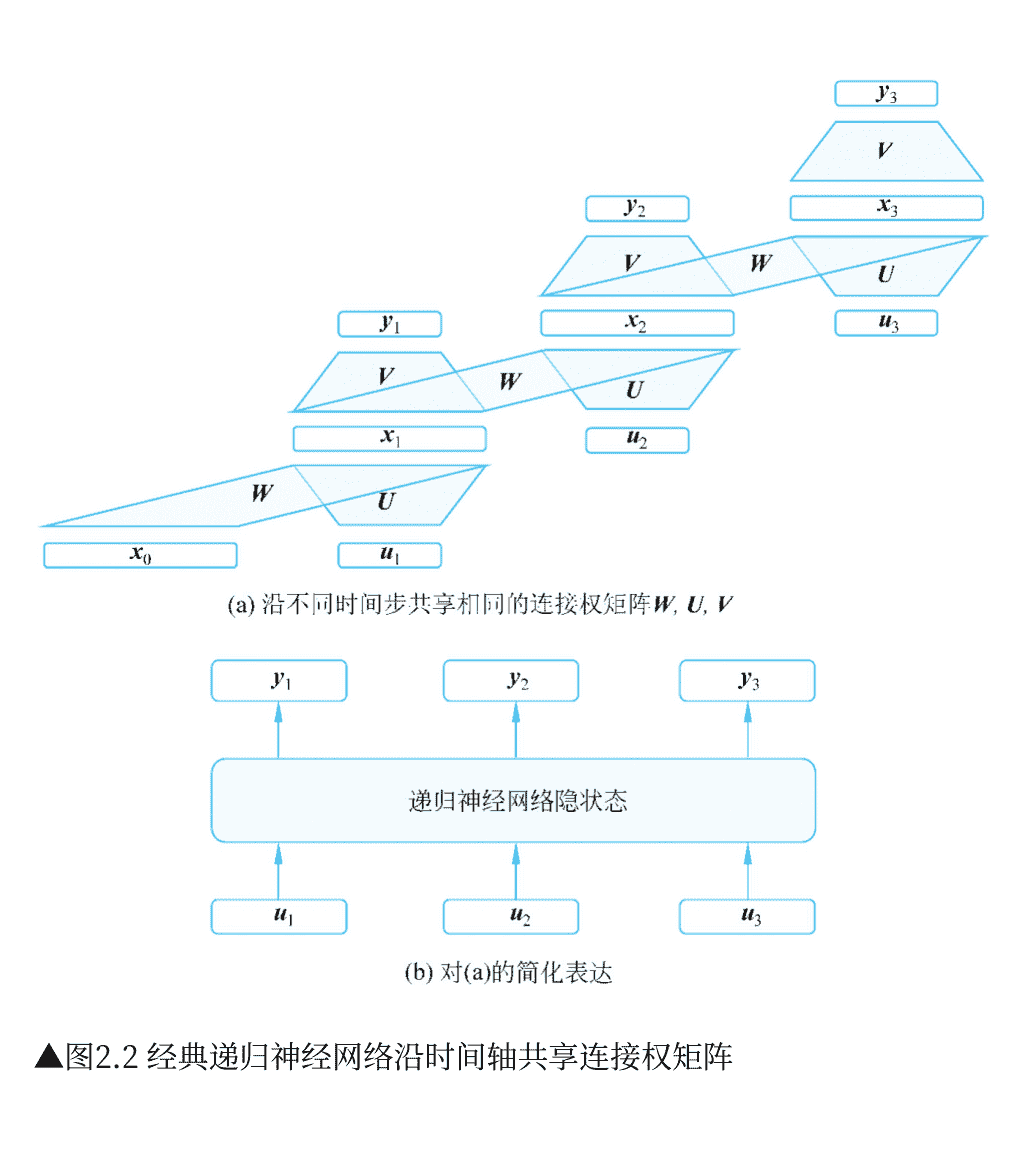 y₃
V
x₃
y₂
V W U
x₂ u₃
y₁
V W U
x₁ u₂
W U
x₀ u₁
(a) 沿不同时间步共享相同的连接权矩阵W, U, V
y₁ y₂ y₃
递归神经网络隐状态
u₁ u₂ u₃
(b) 对(a)的简化表达
▲图2.2 经典递归神经网络沿时间轴共享连接权矩阵